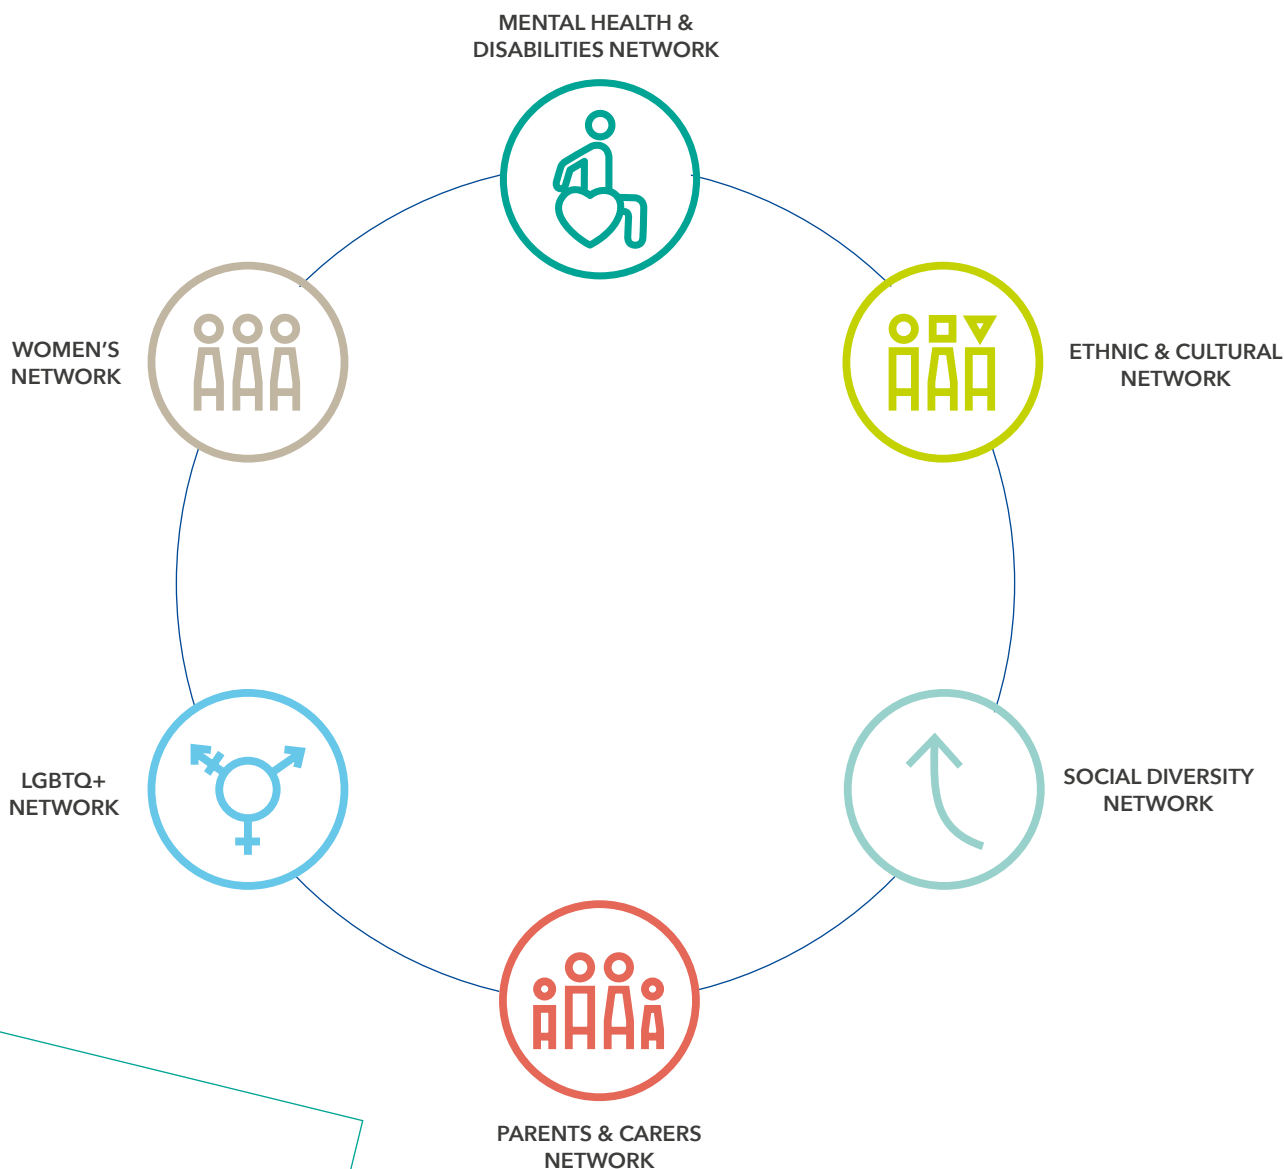 MENTAL HEALTH &
DISABILITIES NETWORK
WOMEN'S
NETWORK
ETHNIC & CULTURAL
NETWORK
LGBTQ+
NETWORK
SOCIAL DIVERSITY
NETWORK
PARENTS & CARERS
NETWORK